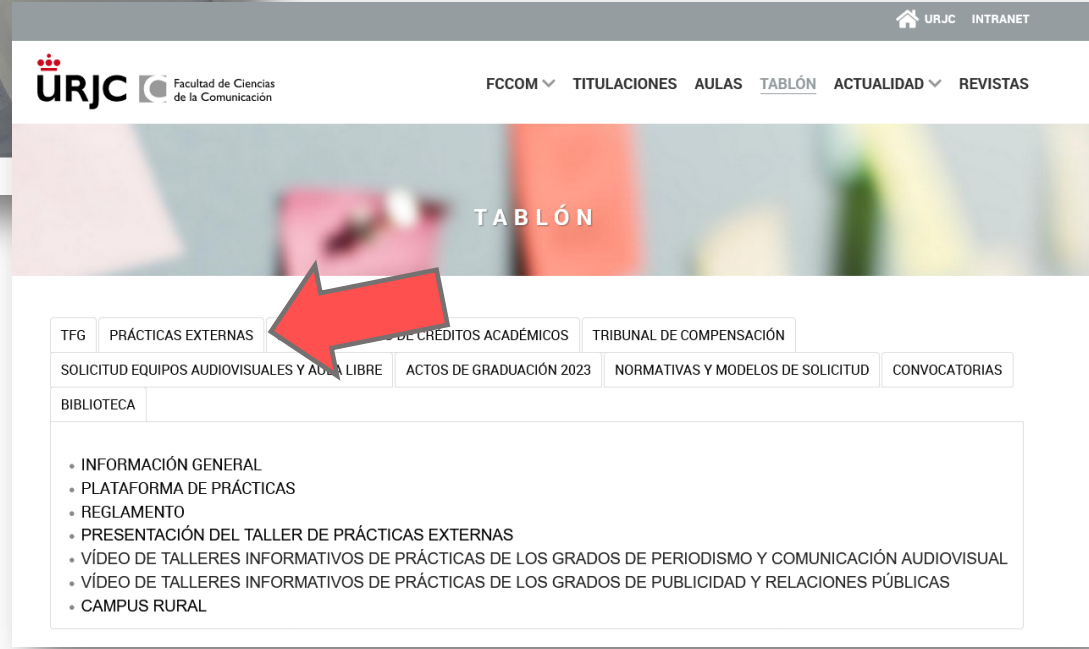 URJC INTRANET
URJC
Facultad de Ciencias
de la Comunicación
FCCOM TITULACIONES AULAS TABLÓN ACTUALIDAD REVISTAS
TABLÓN
TFG PRÁCTICAS EXTERNAS DE CRÉDITOS ACADÉMICOS TRIBUNAL DE COMPENSACIÓN
SOLICITUD EQUIPOS AUDIOVISUALES Y AULA LIBRE ACTOS DE GRADUACIÓN 2023 NORMATIVAS Y MODELOS DE SOLICITUD CONVOCATORIAS
BIBLIOTECA
• INFORMACIÓN GENERAL
• PLATAFORMA DE PRÁCTICAS
• REGLAMENTO
• PRESENTACIÓN DEL TALLER DE PRÁCTICAS EXTERNAS
• VÍDEO DE TALLERES INFORMATIVOS DE PRÁCTICAS DE LOS GRADOS DE PERIODISMO Y COMUNICACIÓN AUDIOVISUAL
• VÍDEO DE TALLERES INFORMATIVOS DE PRÁCTICAS DE LOS GRADOS DE PUBLICIDAD Y RELACIONES PÚBLICAS
• CAMPUS RURAL